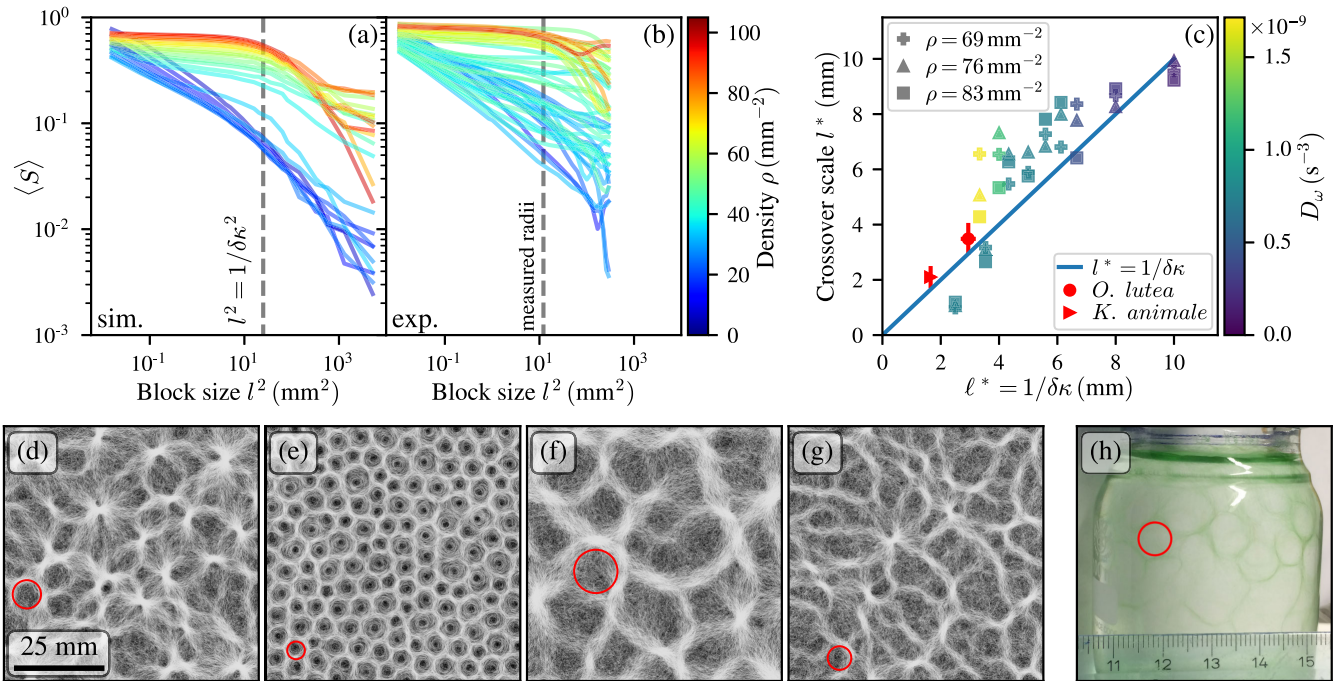 (a)
10^0
10^-1
10^-2
10^-3
⟨S⟩
l^2 = 1/δκ^2
sim.
10^-1 10^1 10^3
Block size l^2 (mm^2)
(b)
measured radii
exp.
10^-1 10^1 10^3
Block size l^2 (mm^2)
100
80
60
40
20
0
Density ρ (mm^-2)
(c)
ρ = 69 mm^-2
ρ = 76 mm^-2
ρ = 83 mm^-2
10
8
6
4
2
0
Crossover scale l* (mm)
l* = 1/δκ
O. lutea
K. animale
0 2 4 6 8 10
ℓ* = 1/δκ (mm)
×10^-9
1.5
1.0
0.5
0.0
D_ω (s^-3)
(d)
25 mm
(e)
(f)
(g)
(h)
11 12 13 14 15